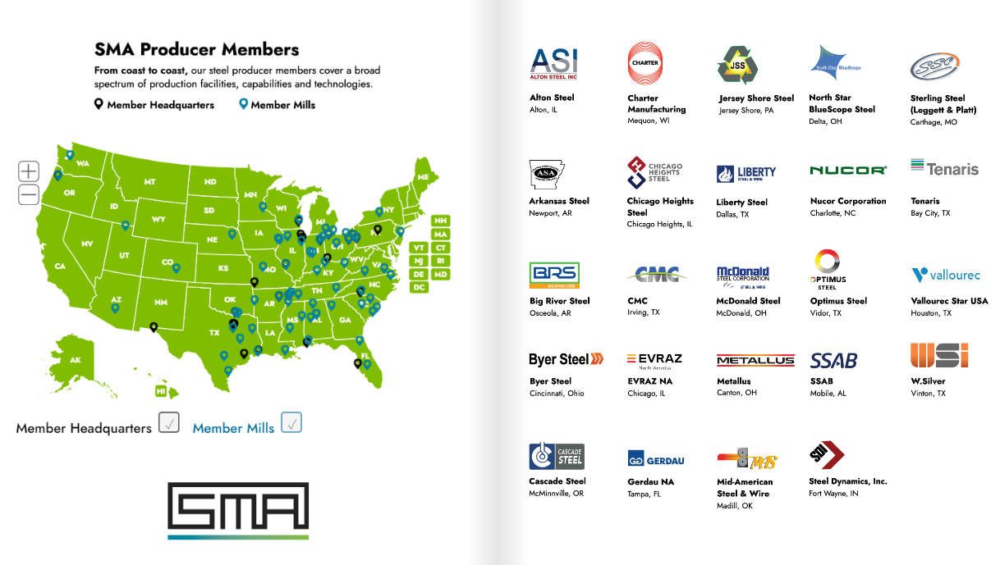 SMA Producer Members
From coast to coast, our steel producer members cover a broad
spectrum of production facilities, capabilities and technologies.
Member Headquarters Member Mills
WA
MT
ND
MN
ME
OR
ID
SD
WI
MI
NY
WY
NH
IA
MA
NE
NV
UT
IL
VT CT
CO
KS
WV
VA
NJ RI
CA
MO
KY
DE MD
NC
DC
TN
AZ
NM
OK
AR
MS
AL
GA
TX
LA
FL
AK
HI
Member Headquarters Member Mills
SMA
ASI
ALTON STEEL INC
Alton Steel
Alton, IL
CHARTER
Charter
Manufacturing
Mequon, WI
JSS
Jersey Shore Steel
Jersey Shore, PA
North Star BlueScope
North Star
BlueScope Steel
Delta, OH
SSC
Sterling Steel
(Leggett & Platt)
Carthage, MO
ASA
Arkansas Steel
Newport, AR
CHICAGO
HEIGHTS
STEEL
Chicago Heights
Steel
Chicago Heights, IL
LIBERTY
STEEL & WIRE
Liberty Steel
Dallas, TX
NUCOR®
Nucor Corporation
Charlotte, NC
Tenaris
Tenaris
Bay City, TX
BRS
BIG RIVER STEEL
Big River Steel
Osceola, AR
CMC
CMC
Irving, TX
McDonald
STEEL CORPORATION
STEEL & WIRE
McDonald Steel
McDonald, OH
OPTIMUS
STEEL
Optimus Steel
Vidor, TX
vallourec
Vallourec Star USA
Houston, TX
Byer Steel
Byer Steel
Cincinnati, Ohio
EVRAZ
North America
EVRAZ NA
Chicago, IL
METALLUS
Metallus
Canton, OH
SSAB
SSAB
Mobile, AL
WSi
W.Silver
Vinton, TX
CASCADE
STEEL
Cascade Steel
McMinnville, OR
GG GERDAU
Gerdau NA
Tampa, FL
Mid-American
Steel & Wire
Madill, OK
SDI
Steel Dynamics, Inc.
Fort Wayne, IN